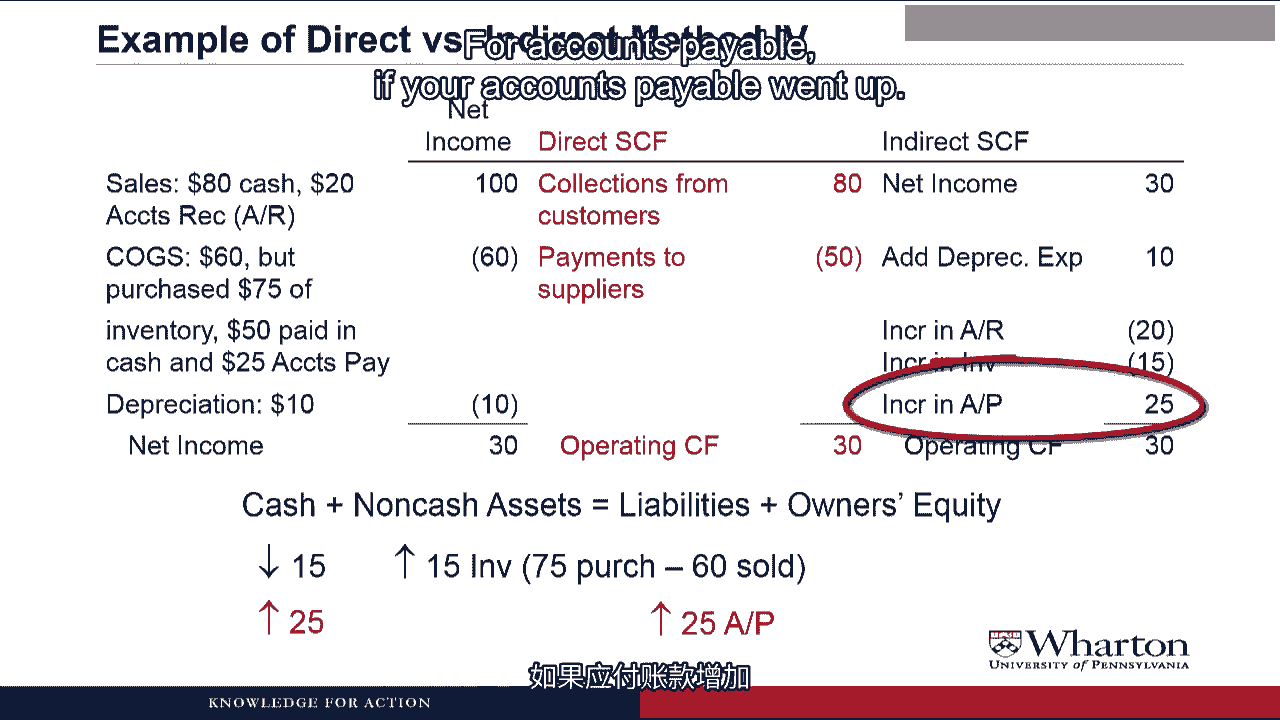 Example of Direct vs. Indirect Method IV
For accounts payable,
if your accounts payable went up.
Net
Income Direct SCF Indirect SCF
Sales: $80 cash, $20 100 Collections from 80 Net Income 30
Accts Rec (A/R) customers
COGS: $60, but (60) Payments to (50) Add Deprec. Exp 10
purchased $75 of suppliers
inventory, $50 paid in Incr in A/R (20)
cash and $25 Accts Pay Incr in Inv (15)
Depreciation: $10 (10) Incr in A/P 25
Net Income 30 Operating CF 30 Operating CF 30
Cash + Noncash Assets = Liabilities + Owners’ Equity
↓ 15 ↑ 15 Inv (75 purch – 60 sold)
↑ 25 ↑ 25 A/P
Wharton
UNIVERSITY of PENNSYLVANIA
如果应付账款增加
KNOWLEDGE FOR ACTION